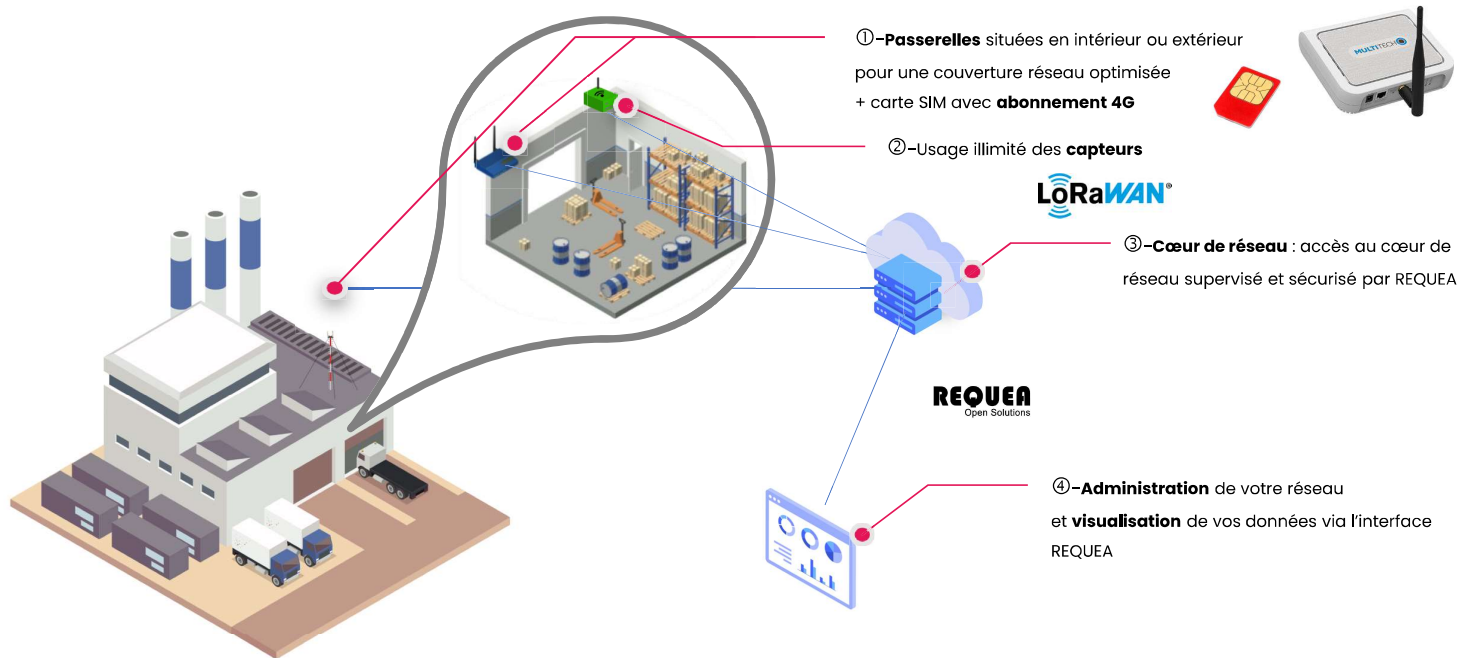 ①-Passerelles situées en intérieur ou extérieur
pour une couverture réseau optimisée
+ carte SIM avec abonnement 4G
MULTITECH
②-Usage illimité des capteurs
LoRaWAN®
③-Cœur de réseau : accès au cœur de
réseau supervisé et sécurisé par REQUEA
REQUEA
Open Solutions
④-Administration de votre réseau
et visualisation de vos données via l’interface
REQUEA